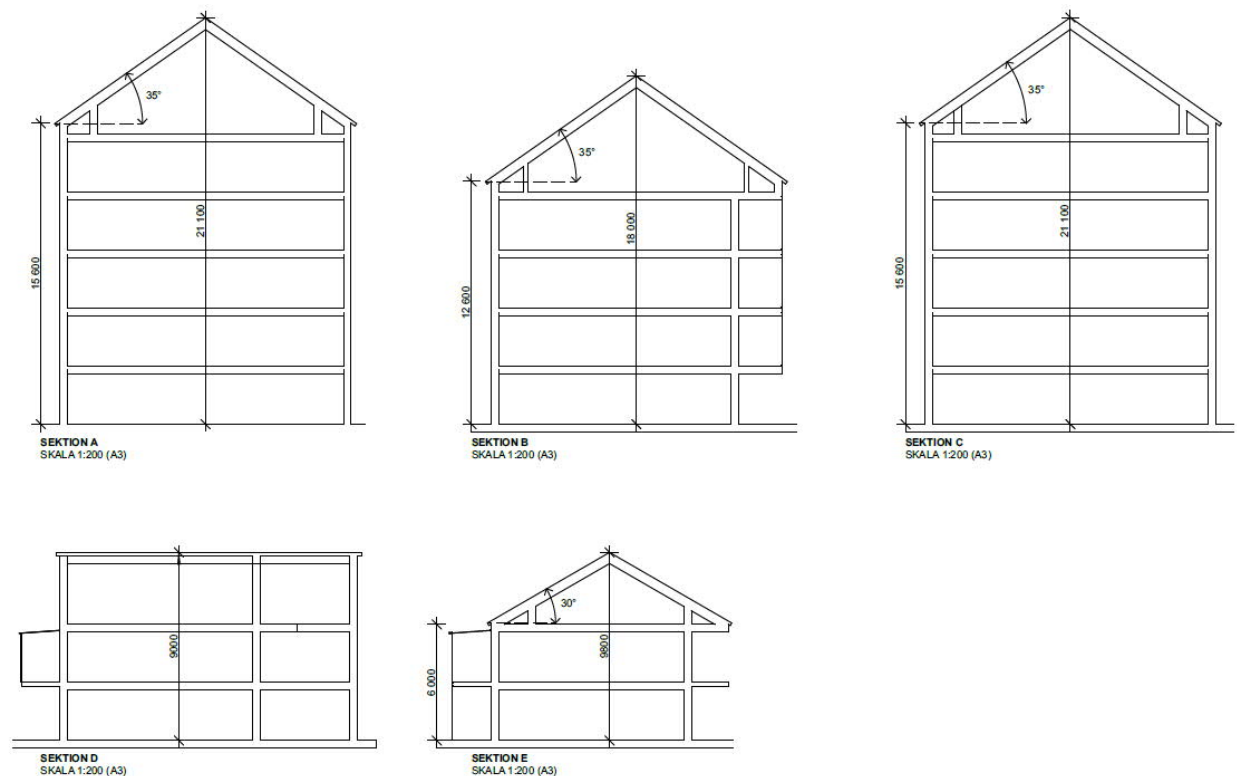 35°
15 600
21 100
SEKTION A
SKALA 1:200 (A3)
35°
12 600
18 000
SEKTION B
SKALA 1:200 (A3)
35°
15 600
21 100
SEKTION C
SKALA 1:200 (A3)
9000
SEKTION D
SKALA 1:200 (A3)
30°
6 000
9800
SEKTION E
SKALA 1:200 (A3)